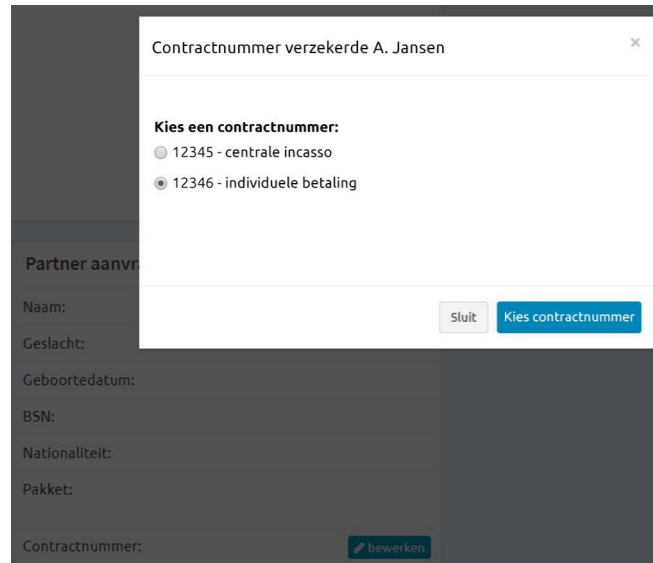 Contractnummer verzekerde A. Jansen
×
Kies een contractnummer:
12345 - centrale incasso
12346 - individuele betaling
Sluit
Kies contractnummer
Partner aanvr
Naam:
Geslacht:
Geboortedatum:
BSN:
Nationaliteit:
Pakket:
Contractnummer:
bewerken